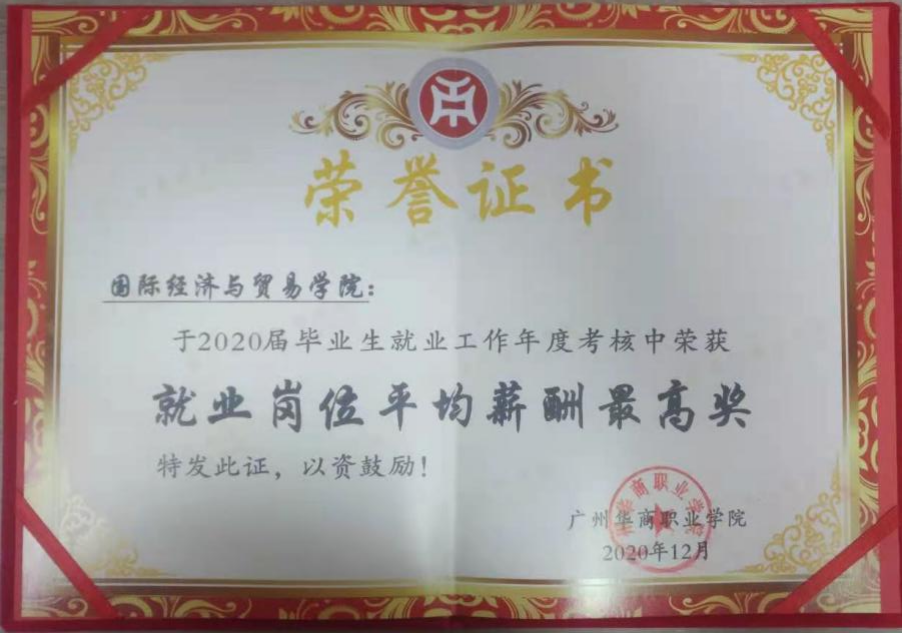 荣誉证书
国际经济与贸易学院：
于2020届毕业生就业工作年度考核中荣获
就业岗位平均薪酬最高奖
特发此证，以资鼓励！
广州华商职业学院
2020年12月